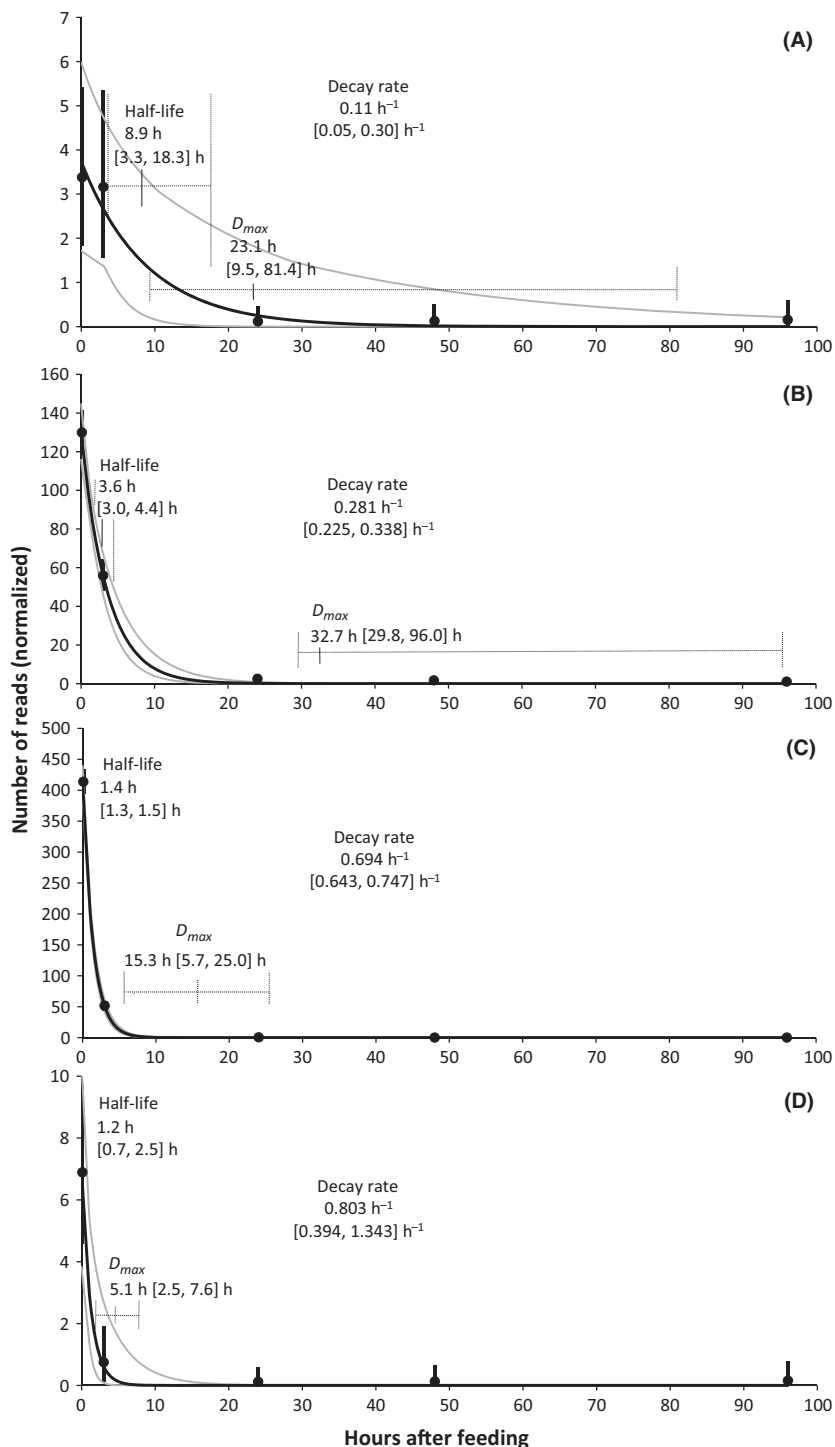 7
(A)
6
Decay rate
Half-life
0.11 h⁻¹
5
8.9 h
[0.05, 0.30] h⁻¹
[3.3, 18.3] h
4
3
Dmax
2
23.1 h
[9.5, 81.4] h
1
0
0 10 20 30 40 50 60 70 80 90 100
160
(B)
140
120
Half-life
Decay rate
3.6 h
0.281 h⁻¹
100
[3.0, 4.4] h
[0.225, 0.338] h⁻¹
80
60
Dmax
40
32.7 h [29.8, 96.0] h
20
0
0 10 20 30 40 50 60 70 80 90 100
Number of reads (normalized)
500
(C)
450
Half-life
400
1.4 h
[1.3, 1.5] h
350
Decay rate
300
0.694 h⁻¹
250
[0.643, 0.747] h⁻¹
200
Dmax
150
15.3 h [5.7, 25.0] h
100
50
0
0 10 20 30 40 50 60 70 80 90 100
10
(D)
Half-life
8
1.2 h
[0.7, 2.5] h
6
Decay rate
0.803 h⁻¹
[0.394, 1.343] h⁻¹
4
Dmax
5.1 h [2.5, 7.6] h
2
0
0 10 20 30 40 50 60 70 80 90 100
Hours after feeding